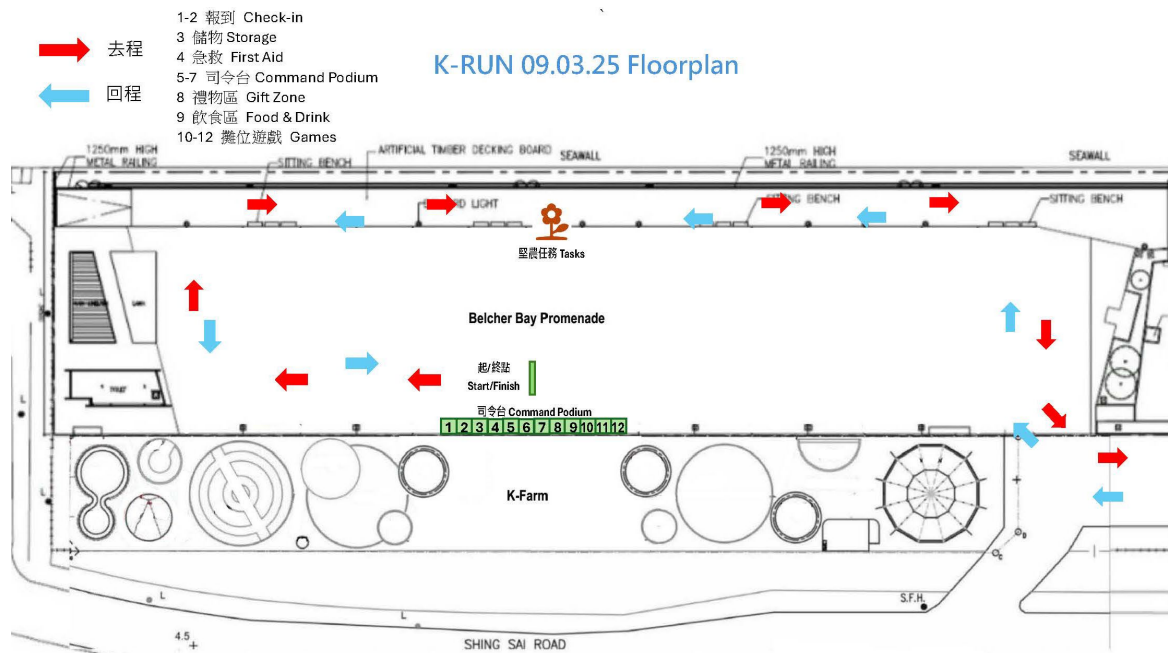 `
1-2 報到 Check-in
去程
3 儲物 Storage
4 急救 First Aid
K-RUN 09.03.25 Floorplan
5-7 司令台 Command Podium
回程
8 禮物區 Gift Zone
9 飲食區 Food & Drink
10-12 攤位遊戲 Games
1250mm HIGH
METAL RAILING
SITTING BENCH
ARTIFICIAL TIMBER DECKING BOARD
SEAWALL
1250mm HIGH
METAL RAILING
SEAWALL
LIGHT
SITTING BENCH
SITTING BENCH
堅農任務 Tasks
LAWN
Belcher Bay Promenade
起/終點
Start/Finish
TOILET
司令台 Command Podium
1 2 3 4 5 6 7 8 9 10 11 12
K-Farm
L
L
L
L
L
L
C
D
S.F.H.
4.5
SHING SAI ROAD